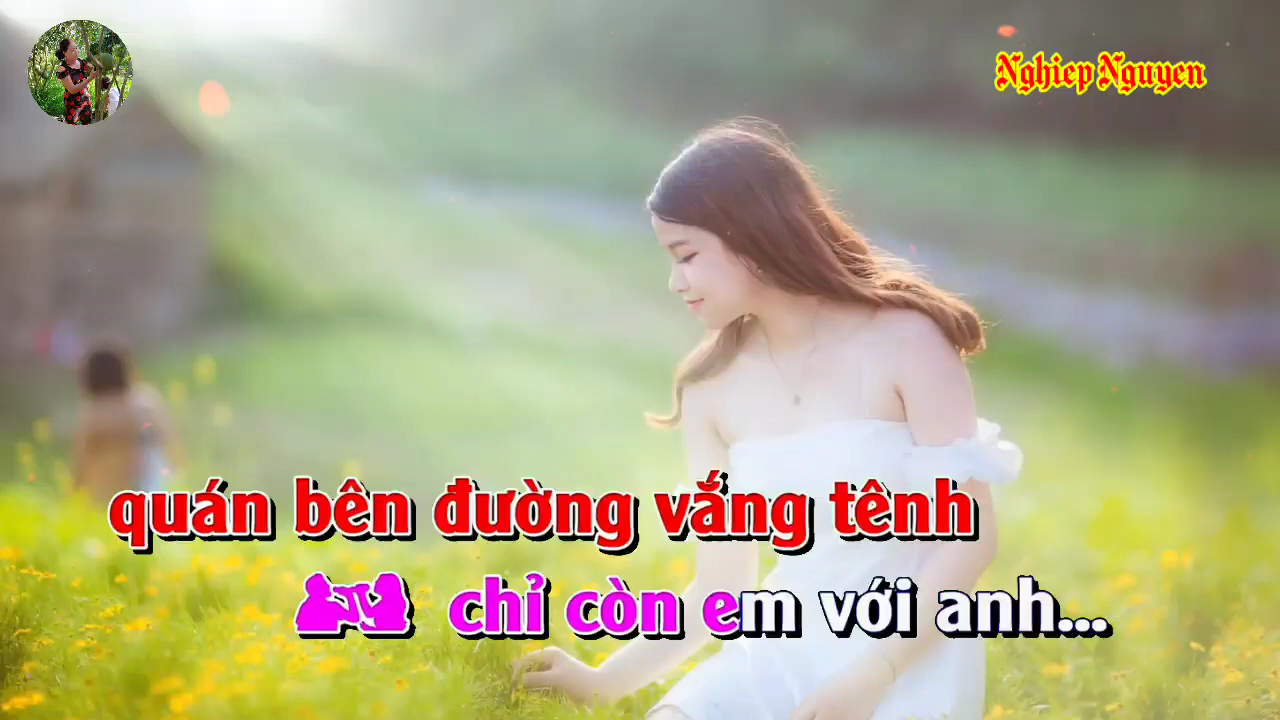 Nghiep Nguyen
quán bên đường vắng tênh
chỉ còn em với anh...